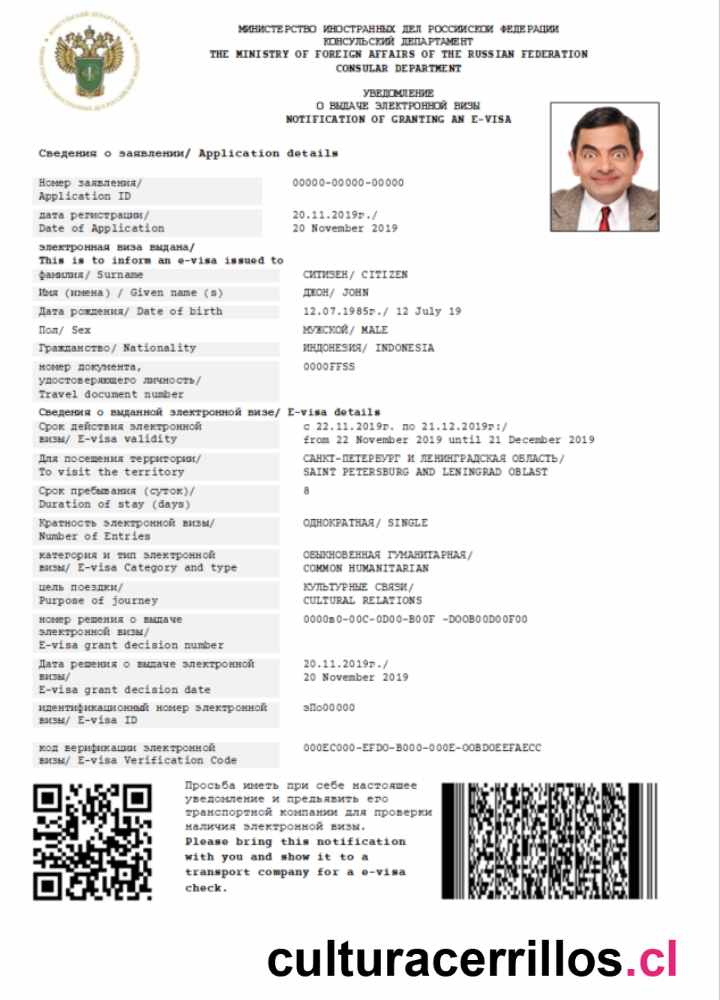 МИНИСТЕРСТВО ИНОСТРАННЫХ ДЕЛ РОССИЙСКОЙ ФЕДЕРАЦИИ
КОНСУЛЬСКИЙ ДЕПАРТАМЕНТ
THE MINISTRY OF FOREIGN AFFAIRS OF THE RUSSIAN FEDERATION
CONSULAR DEPARTMENT
УВЕДОМЛЕНИЕ
О ВЫДАЧЕ ЭЛЕКТРОННОЙ ВИЗЫ
NOTIFICATION OF GRANTING AN E-VISA
Сведения о заявлении/ Application details
Номер заявления/ 00000-00000-00000
Application ID
дата регистрации/ 20.11.2019г./
Date of Application 20 November 2019
электронная виза выдана/
This is to inform an e-visa issued to
фамилия/ Surname СИТИЗЕН/ CITIZEN
Имя (имена) / Given name (s) ДЖОН/ JOHN
Дата рождения/ Date of birth 12.07.1985г./ 12 July 19
Пол/ Sex МУЖСКОЙ/ MALE
Гражданство/ Nationality ИНДОНЕЗИЯ/ INDONESIA
номер документа, 0000FFSS
удостоверяющего личность/
Travel document number
Сведения о выданной электронной визе/ E-visa details
Срок действия электронной с 22.11.2019г. по 21.12.2019г:/
визы/ E-visa validity from 22 November 2019 until 21 December 2019
Для посещения территории/ САНКТ-ПЕТЕРБУРГ И ЛЕНИНГРАДСКАЯ ОБЛАСТЬ/
To visit the territory SAINT PETERSBURG AND LENINGRAD OBLAST
Срок пребывания (суток)/ 8
Duration of stay (days)
Кратность электронной визы/ ОДНОКРАТНАЯ/ SINGLE
Number of Entries
категория и тип электронной ОБЫКНОВЕННАЯ ГУМАНИТАРНАЯ/
визы/ E-visa Category and type COMMON HUMANITARIAN
цель поездки/ КУЛЬТУРНЫЕ СВЯЗИ/
Purpose of journey CULTURAL RELATIONS
номер решения о выдаче 0000в0-00C-0D00-B00F -DOOB00D00F00
электронной визы/
E-visa grant decision number
Дата решения о выдаче электронной 20.11.2019г./
визы/ 20 November 2019
E-visa grant decision date
идентификационный номер электронной эПо00000
визы/ E-visa ID
код верификации электронной 000EC000-EFDO-B000-000E-OOBDOEEFAECC
визы/ E-visa Verification Code
Просьба иметь при себе настоящее
уведомление и предъявить его
транспортной компании для проверки
наличия электронной визы.
Please bring this notification
with you and show it to a
transport company for a e-visa
check.
culturacerrillos.cl